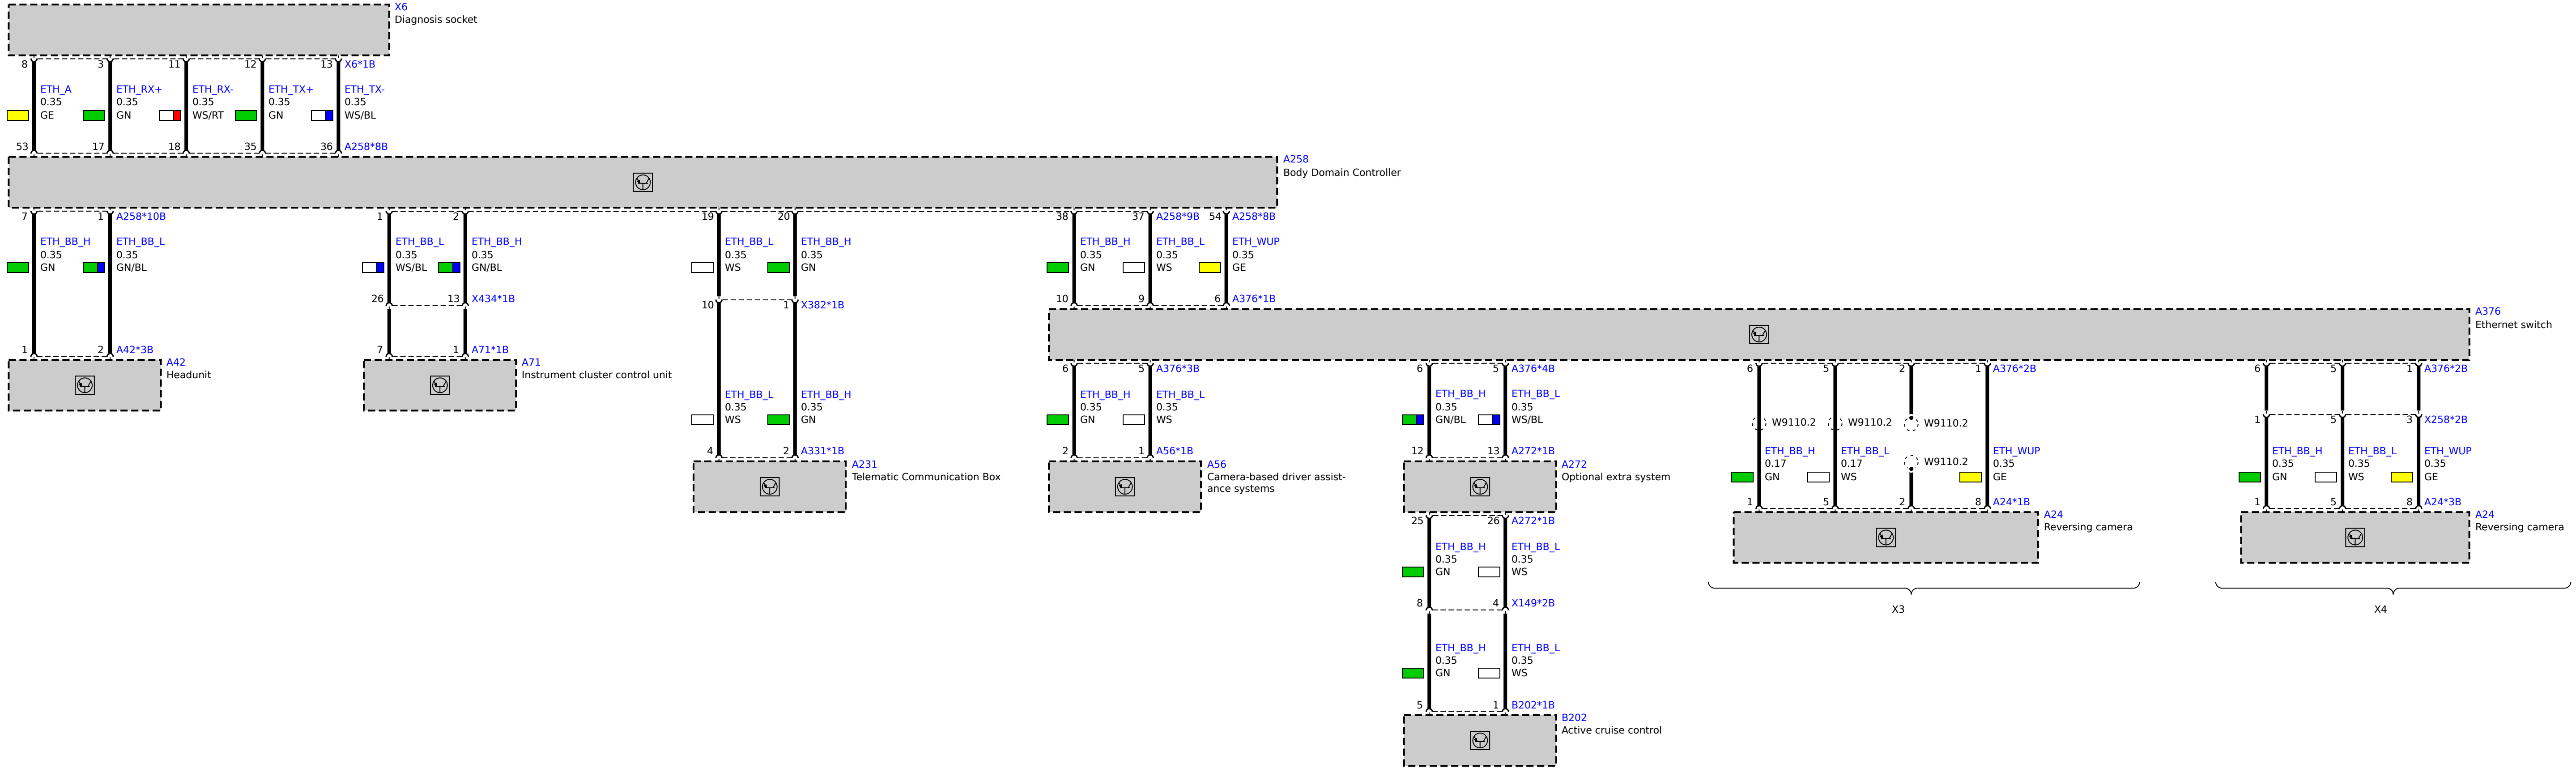 X6
Diagnosis socket
8 3 11 12 13 X6*1B
ETH_A ETH_RX+ ETH_RX- ETH_TX+ ETH_TX-
0.35 0.35 0.35 0.35 0.35
GE GN WS/RT GN WS/BL
53 17 18 35 36 A258*8B
A258
Body Domain Controller
7 1 A258*10B 1 2 19 20 38 37 A258*9B 54 A258*8B
ETH_BB_H ETH_BB_L ETH_BB_L ETH_BB_H ETH_BB_L ETH_BB_H ETH_BB_H ETH_BB_L ETH_WUP
0.35 0.35 0.35 0.35 0.35 0.35 0.35 0.35 0.35
GN GN/BL WS/BL GN/BL WS GN GN WS GE
26 13 X434*1B 10 9 6 A376*1B
10 1 X382*1B
A376
Ethernet switch
1 2 A42*3B 7 1 A71*1B
A42 A71
Headunit Instrument cluster control unit
6 5 A376*3B 6 5 A376*4B 6 5 2 1 A376*2B 6 5 1 A376*2B
ETH_BB_L ETH_BB_H ETH_BB_H ETH_BB_L ETH_BB_H ETH_BB_L
0.35 0.35 0.35 0.35 0.35 0.35
WS GN GN WS GN/BL WS/BL
W9110.2 W9110.2 W9110.2 1 5 3 X258*2B
4 2 A331*1B 2 1 A56*1B 12 13 A272*1B
ETH_BB_H ETH_BB_L W9110.2 ETH_WUP ETH_BB_H ETH_BB_L ETH_WUP
0.17 0.17 0.35 0.35 0.35 0.35
GN WS GE GN WS GE
A231 A56 A272
Telematic Communication Box Camera-based driver assist- Optional extra system
ance systems
1 5 2 8 A24*1B 1 5 8 A24*3B
A24 A24
Reversing camera Reversing camera
25 26 A272*1B
ETH_BB_H ETH_BB_L
0.35 0.35
GN WS
8 4 X149*2B
X3 X4
ETH_BB_H ETH_BB_L
0.35 0.35
GN WS
5 1 B202*1B
B202
Active cruise control